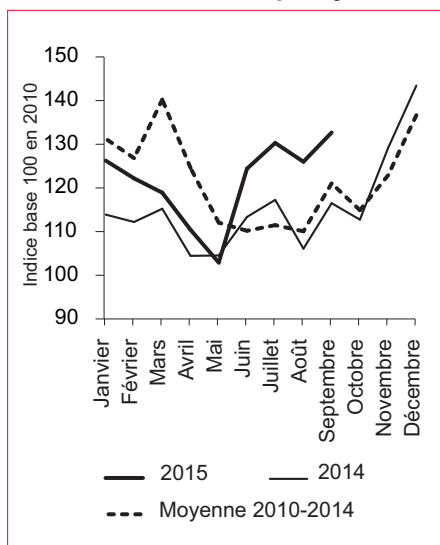 Indice base 100 en 2010
150
140
130
120
110
100
90
Janvier
Février
Mars
Avril
Mai
Juin
Juillet
Août
Septembre
Octobre
Novembre
Décembre
2015
2014
Moyenne 2010-2014